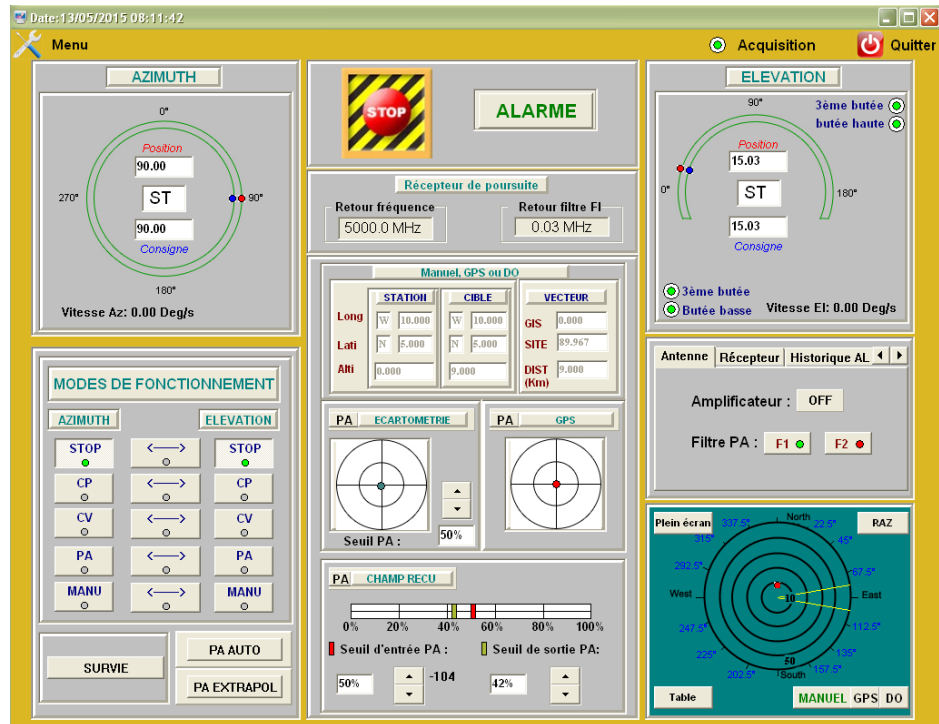 Date:13/05/2015 08:11:42
Menu
Acquisition
Quitter
AZIMUTH
0°
Position
90.00
270°
ST
90°
90.00
Consigne
180°
Vitesse Az: 0.00 Deg/s
STOP
ALARME
Récepteur de poursuite
Retour fréquence
Retour filtre FI
5000.0 MHz
0.03 MHz
ELEVATION
90°
3ème butée
butée haute
Position
15.03
0°
ST
180°
15.03
Consigne
3ème butée
Butée basse
Vitesse El: 0.00 Deg/s
Manuel, GPS ou DO
STATION
CIBLE
VECTEUR
Long
W 10.000
W 10.000
GIS 0.000
Lati
N 5.000
N 5.000
SITE 89.967
Alti
0.000
9.000
DIST 9.000
(Km)
MODES DE FONCTIONNEMENT
AZIMUTH
ELEVATION
STOP <---> STOP
CP <---> CP
CV <---> CV
PA <---> PA
MANU <---> MANU
SURVIE
PA AUTO
PA EXTRAPOL
PA ECARTOMETRIE
PA GPS
Seuil PA :
50%
PA CHAMP RECU
0% 20% 40% 60% 80% 100%
Seuil d'entrée PA :
Seuil de sortie PA:
50%
-104
42%
Antenne
Récepteur
Historique AL
Amplificateur : OFF
Filtre PA : F1 F2
Plein écran
RAZ
North
337.5°
22.5°
315°
45°
292.5°
67.5°
West
10
East
247.5°
112.5°
225°
135°
50
202.5°
South
157.5°
Table
MANUEL GPS DO